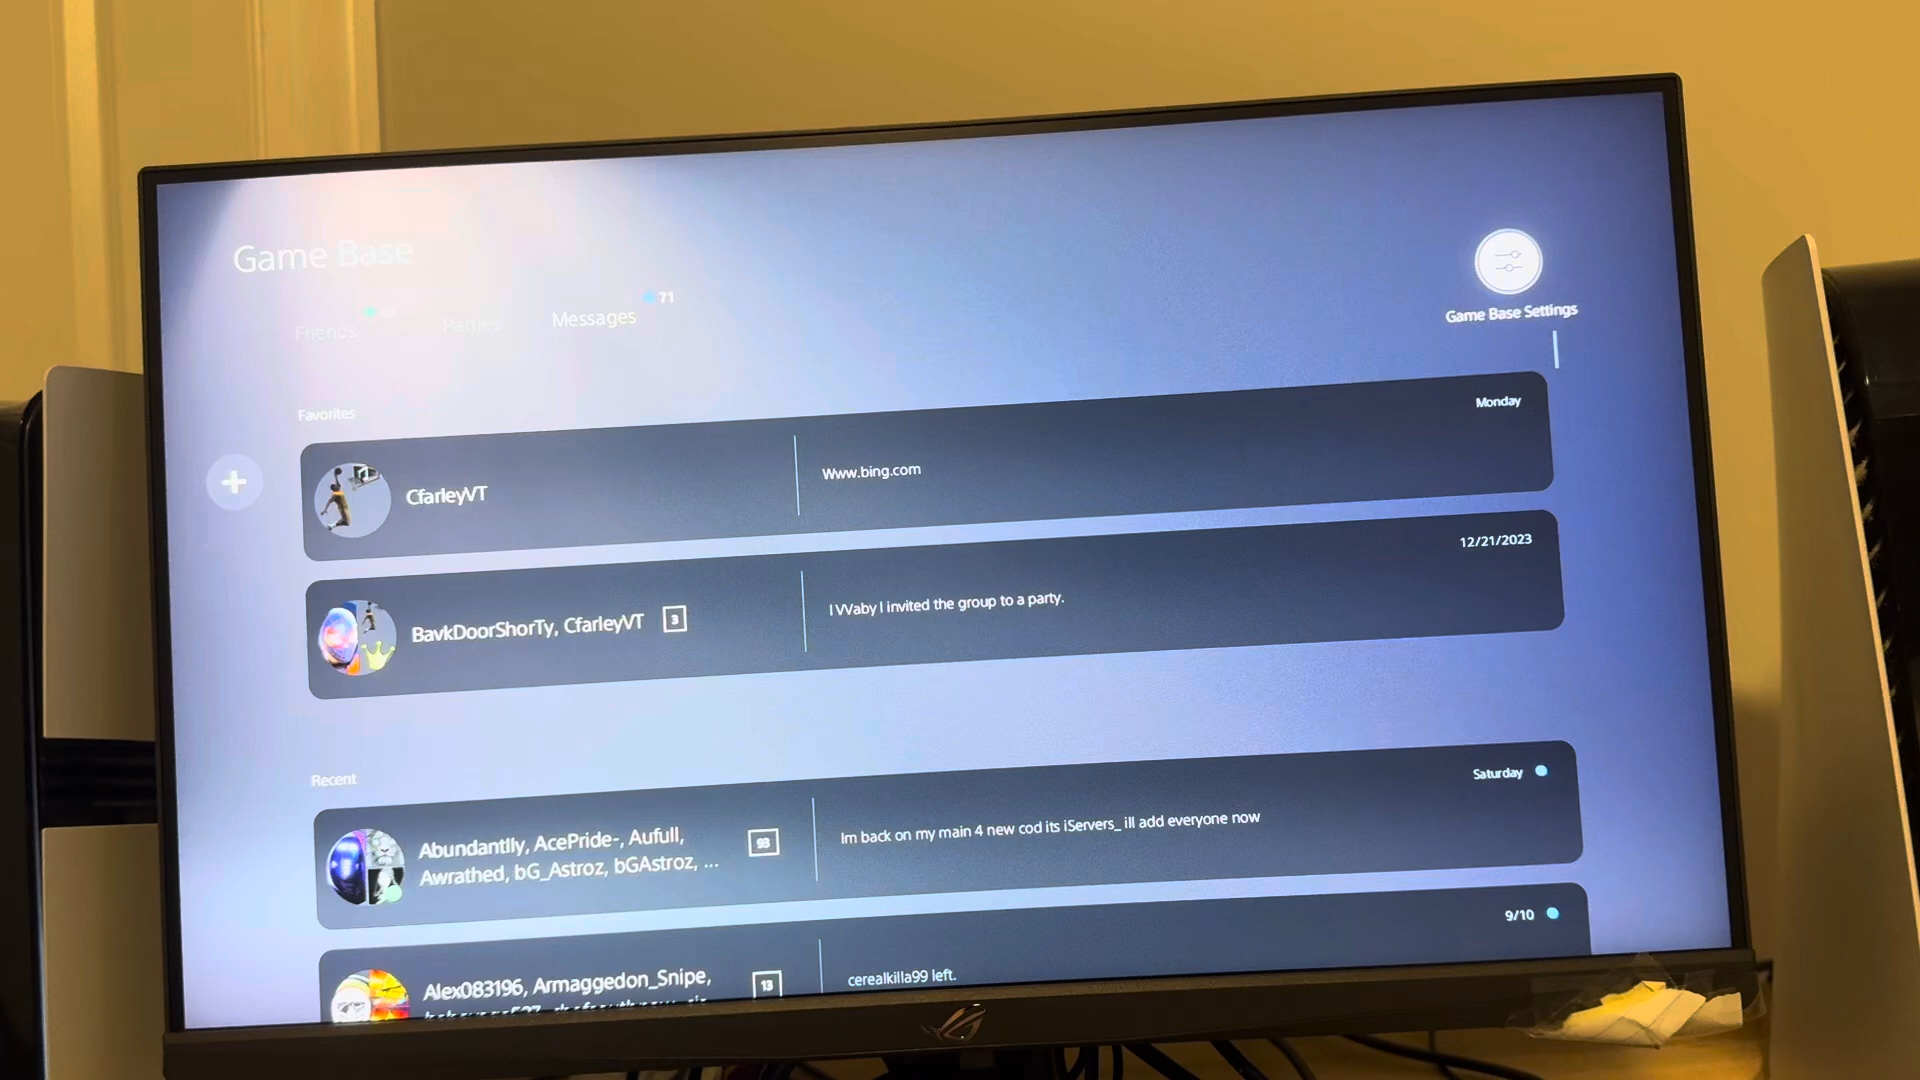 Game Base
Game Base Settings
Friends
Parties
Messages
71
Favorites
CfarleyVT
Www.bing.com
Monday
BavkDoorShorTy, CfarleyVT
3
I VVaby I invited the group to a party.
12/21/2023
Recent
Abundantlly, AcePride-, Aufull,
Awrathed, bG_Astroz, bGAstroz, ...
93
Im back on my main 4 new cod its iServers_ ill add everyone now
Saturday
Alex083196, Armaggedon_Snipe,
13
cerealkilla99 left.
9/10